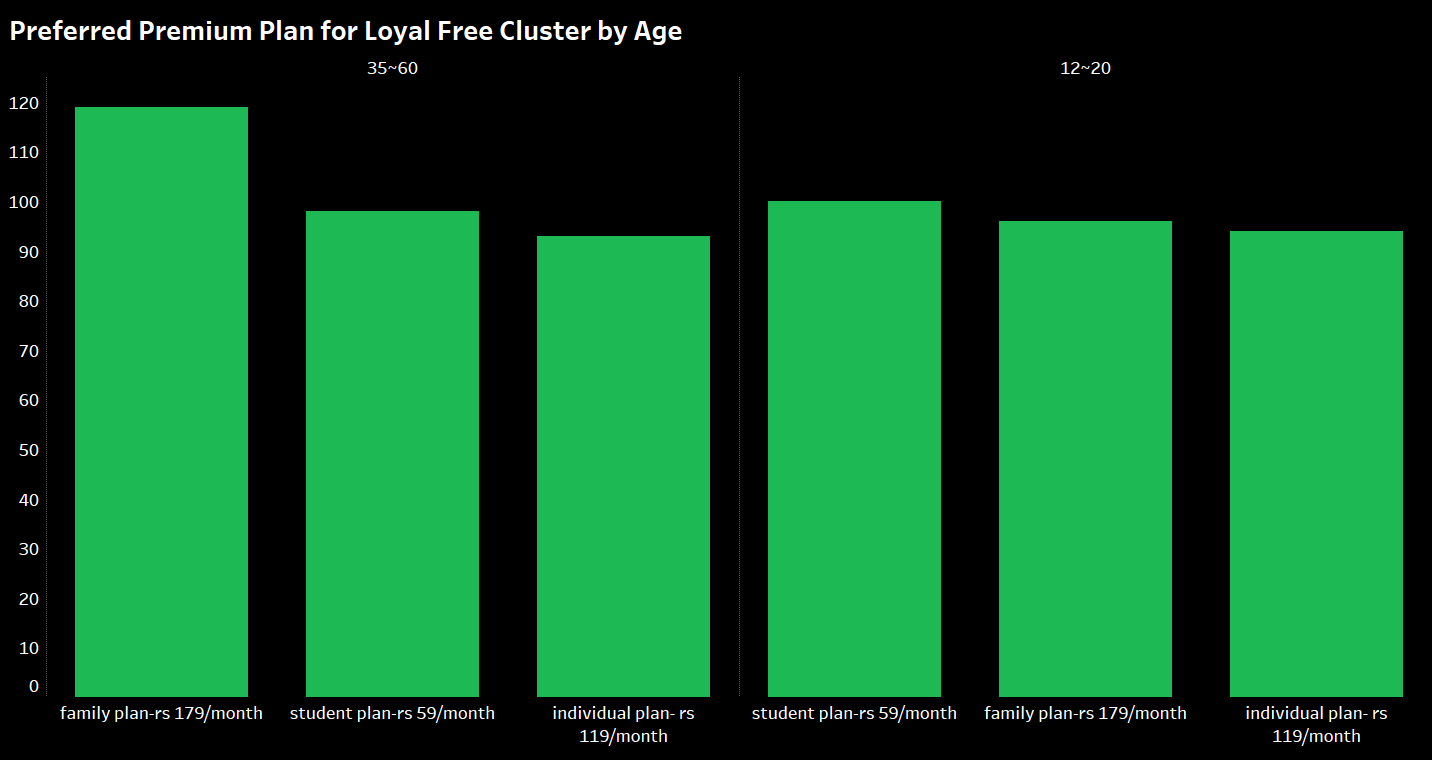 Preferred Premium Plan for Loyal Free Cluster by Age
35~60
12~20
120
110
100
90
80
70
60
50
40
30
20
10
0
family plan-rs 179/month
student plan-rs 59/month
individual plan- rs
119/month
student plan-rs 59/month
family plan-rs 179/month
individual plan- rs
119/month